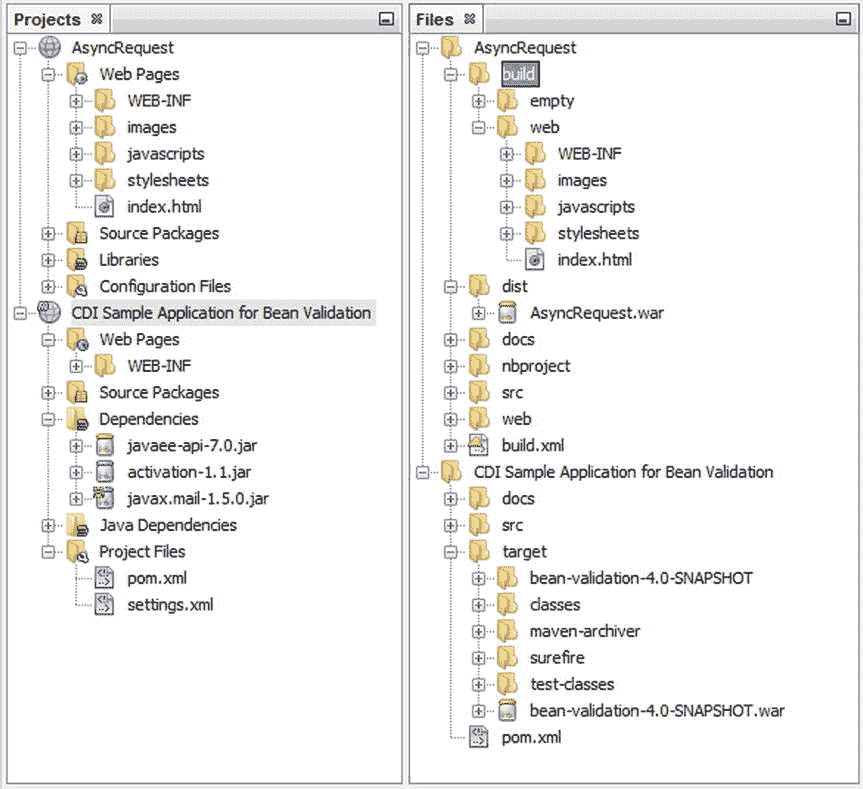 Projects
AsyncRequest
Web Pages
WEB-INF
images
javascripts
stylesheets
index.html
Source Packages
Libraries
Configuration Files
CDI Sample Application for Bean Validation
Web Pages
WEB-INF
Source Packages
Dependencies
javaee-api-7.0.jar
activation-1.1.jar
javax.mail-1.5.0.jar
Java Dependencies
Project Files
pom.xml
settings.xml
Files
AsyncRequest
build
empty
web
WEB-INF
images
javascripts
stylesheets
index.html
dist
AsyncRequest.war
docs
nbproject
src
web
build.xml
CDI Sample Application for Bean Validation
docs
src
target
bean-validation-4.0-SNAPSHOT
classes
maven-archiver
surefire
test-classes
bean-validation-4.0-SNAPSHOT.war
pom.xml